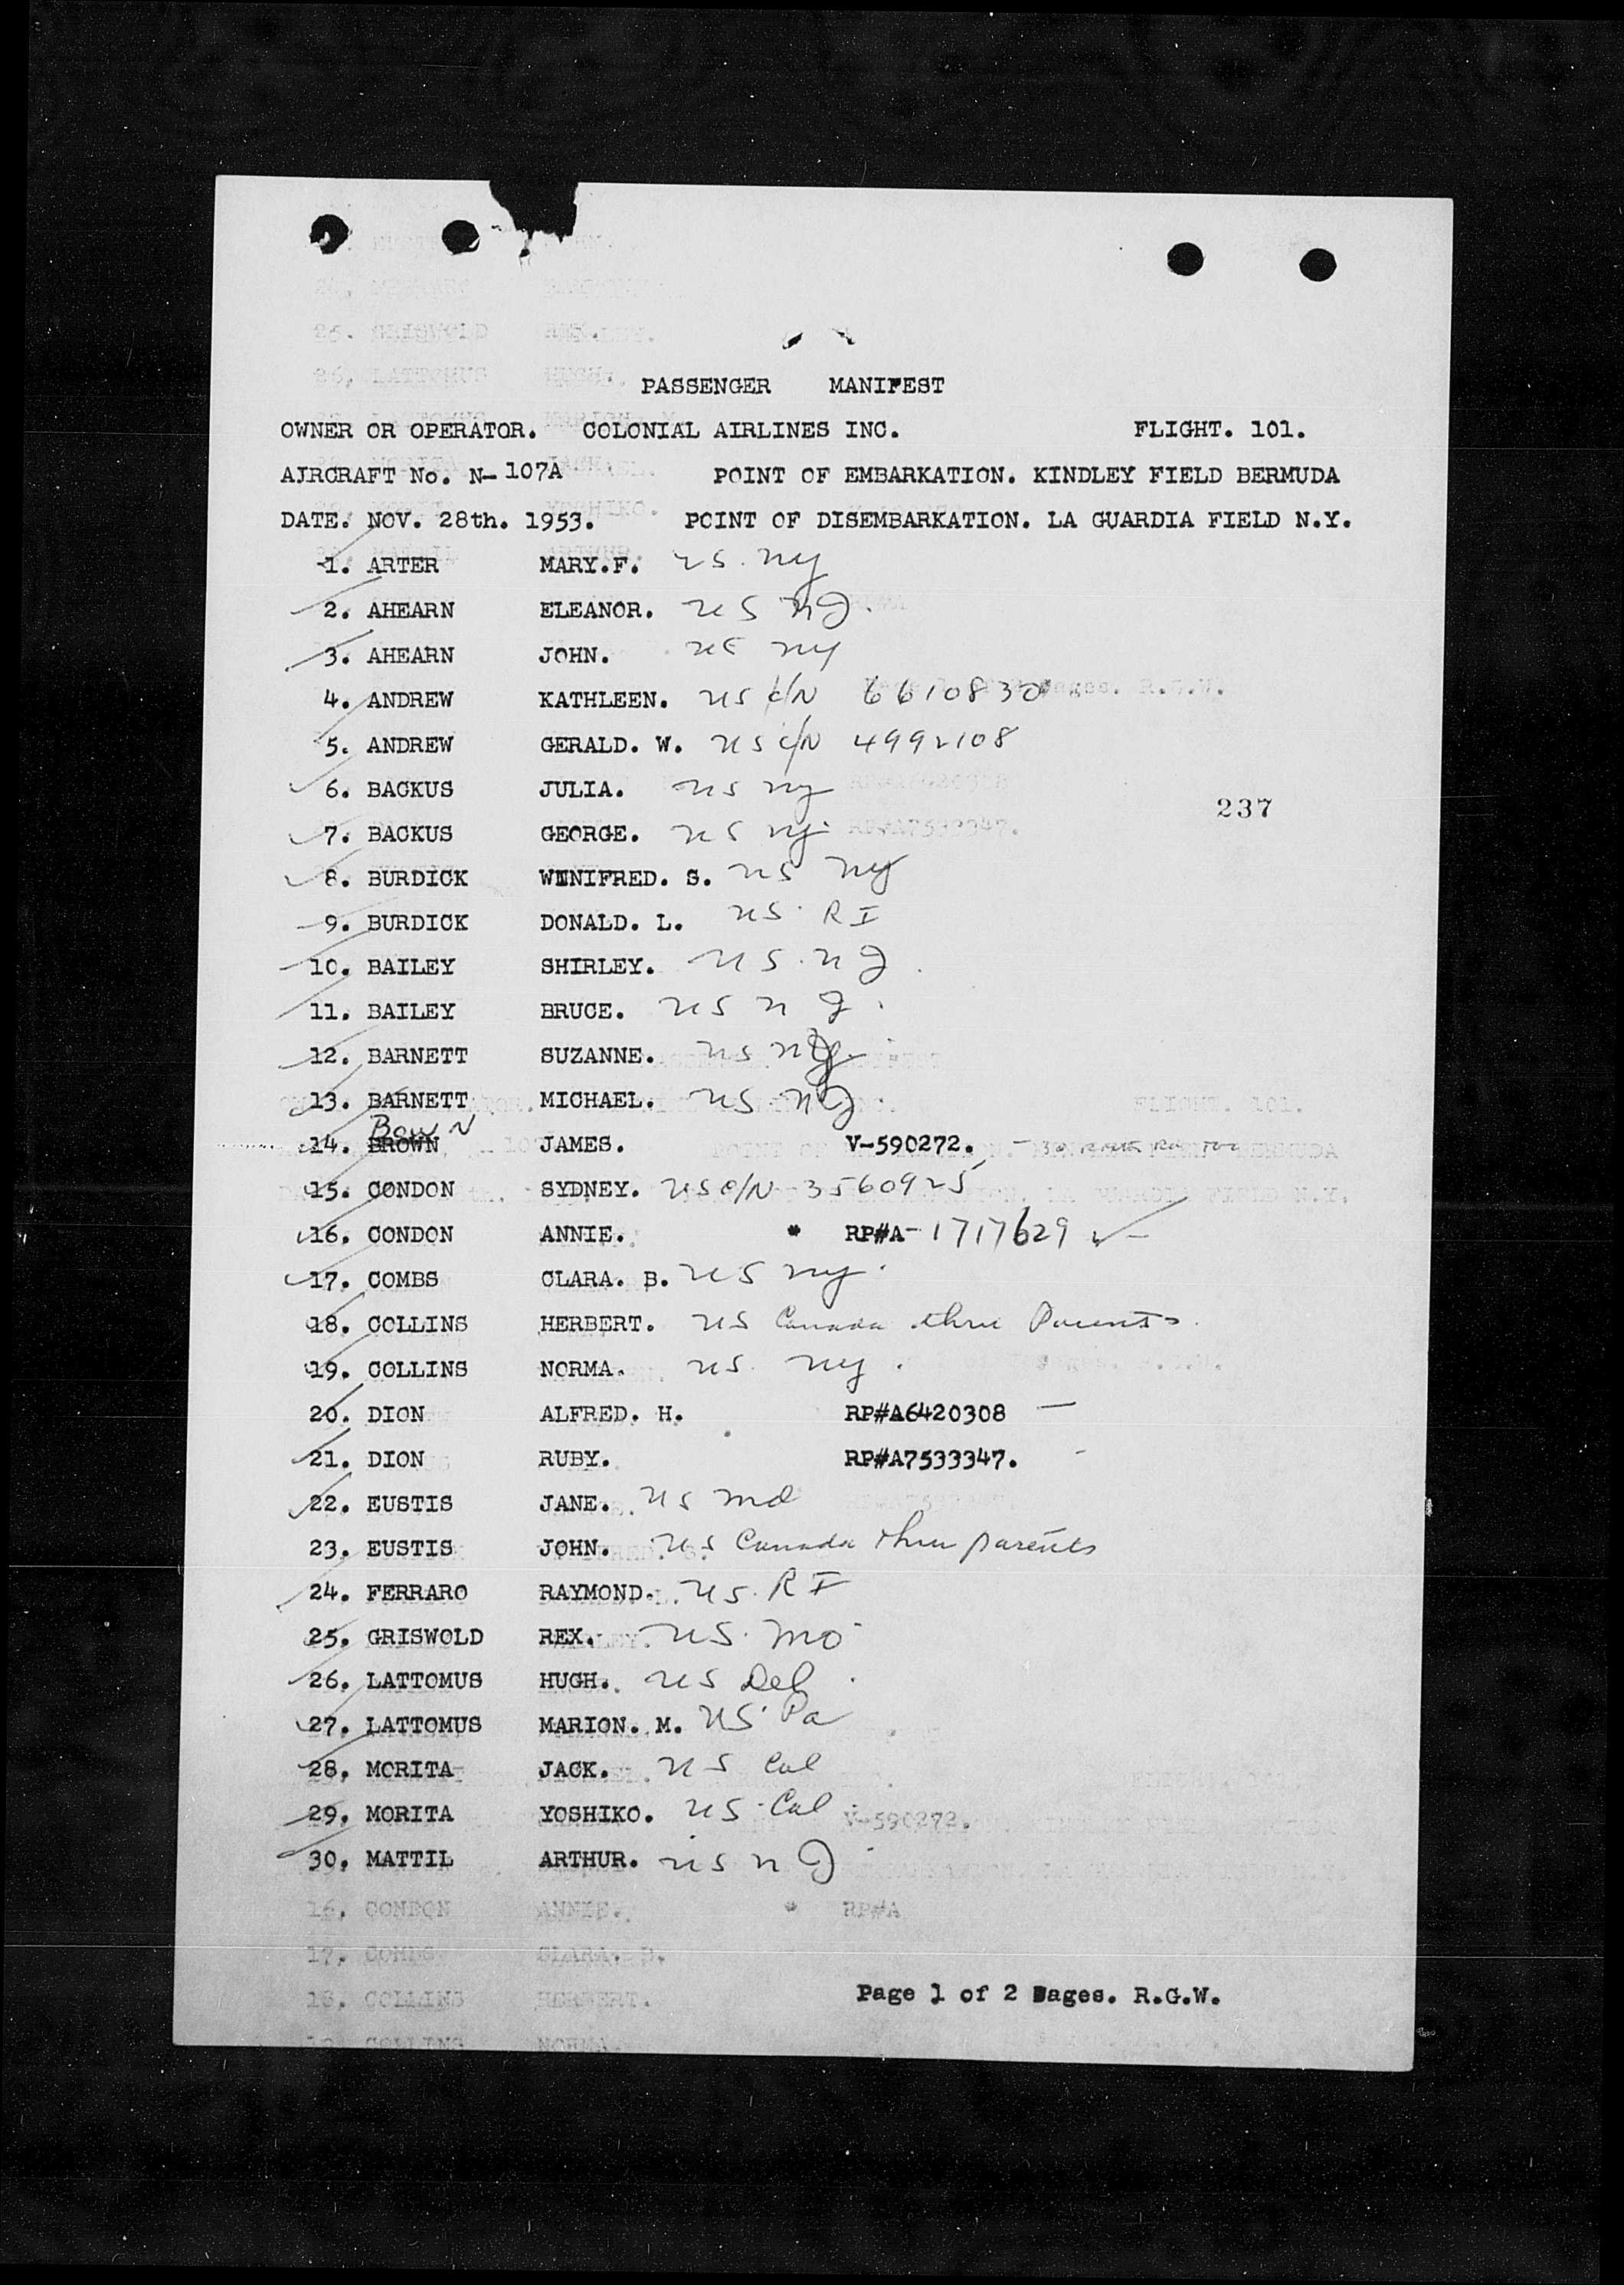 PASSENGER MANIFEST
OWNER OR OPERATOR. COLONIAL AIRLINES INC. FLIGHT. 101.
AIRCRAFT No. N-107A POINT OF EMBARKATION. KINDLEY FIELD BERMUDA
DATE. NOV. 28th. 1953. POINT OF DISEMBARKATION. LA GUARDIA FIELD N.Y.
1. ARTER MARY.F. US. NY
2. AHEARN ELEANOR. US NJ.
3. AHEARN JOHN. US NY
4. ANDREW KATHLEEN. US C/N 6610830
5. ANDREW GERALD. W. US C/N 4992108
6. BACKUS JULIA. US NY
237
7. BACKUS GEORGE. US NY
8. BURDICK WINIFRED. S. US NY
9. BURDICK DONALD. L. US. RI
10. BAILEY SHIRLEY. US. NJ.
11. BAILEY BRUCE. US NJ.
12. BARNETT SUZANNE. US
13. BARNETT MICHAEL. US
Bow N
14. BROWN JAMES. V-590272.
15. CONDON SYDNEY. US C/N 3560925
16. CONDON ANNIE. * RP#A-1717629
17. COMBS CLARA. B. US NY.
18. COLLINS HERBERT. US Canada thru Parents.
19. COLLINS NORMA. US. NY.
20. DION ALFRED. H. RP#A6420308 —
21. DION RUBY. RP#A7533347. -
22. EUSTIS JANE. US Md
23. EUSTIS JOHN. US Canada thru parents
24. FERRARO RAYMOND. US. RI
25. GRISWOLD REX. US. Mo
26. LATTOMUS HUGH. US Del.
27. LATTOMUS MARION. M. US Pa
28. MORITA JACK. US Cal
29. MORITA YOSHIKO. US-Cal.
30. MATTIL ARTHUR. US NJ
Page 1 of 2 Pages. R.G.W.